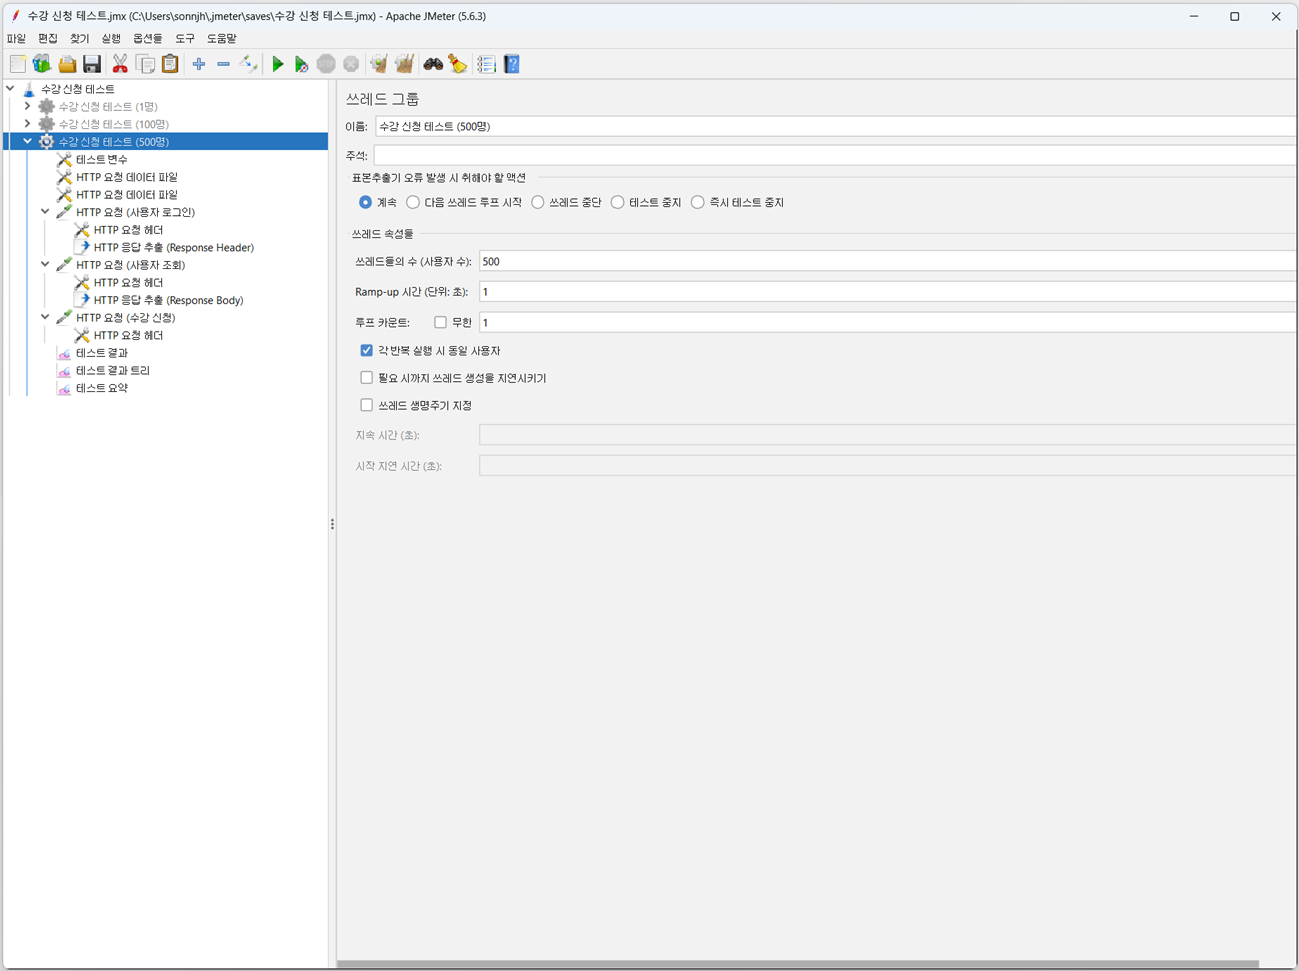 수강 신청 테스트.jmx (C:\Users\sonnjh\.jmeter\saves\수강 신청 테스트.jmx) - Apache JMeter (5.6.3)
파일 편집 찾기 실행 옵션들 도구 도움말
수강 신청 테스트
수강 신청 테스트 (1명)
수강 신청 테스트 (100명)
수강 신청 테스트 (500명)
테스트 변수
HTTP 요청 데이터 파일
HTTP 요청 데이터 파일
HTTP 요청 (사용자 로그인)
HTTP 요청 헤더
HTTP 응답 추출 (Response Header)
HTTP 요청 (사용자 조회)
HTTP 요청 헤더
HTTP 응답 추출 (Response Body)
HTTP 요청 (수강 신청)
HTTP 요청 헤더
테스트 결과
테스트 결과 트리
테스트 요약
쓰레드 그룹
이름: 수강 신청 테스트 (500명)
주석:
표본추출기 오류 발생 시 취해야 할 액션
계속 다음 쓰레드 루프 시작 쓰레드 중단 테스트 중지 즉시 테스트 중지
쓰레드 속성들
쓰레드들의 수 (사용자 수): 500
Ramp-up 시간 (단위: 초): 1
루프 카운트: 무한 1
각 반복 실행 시 동일 사용자
필요 시까지 쓰레드 생성을 지연시키기
쓰레드 생명주기 지정
지속 시간 (초):
시작 지연 시간 (초):